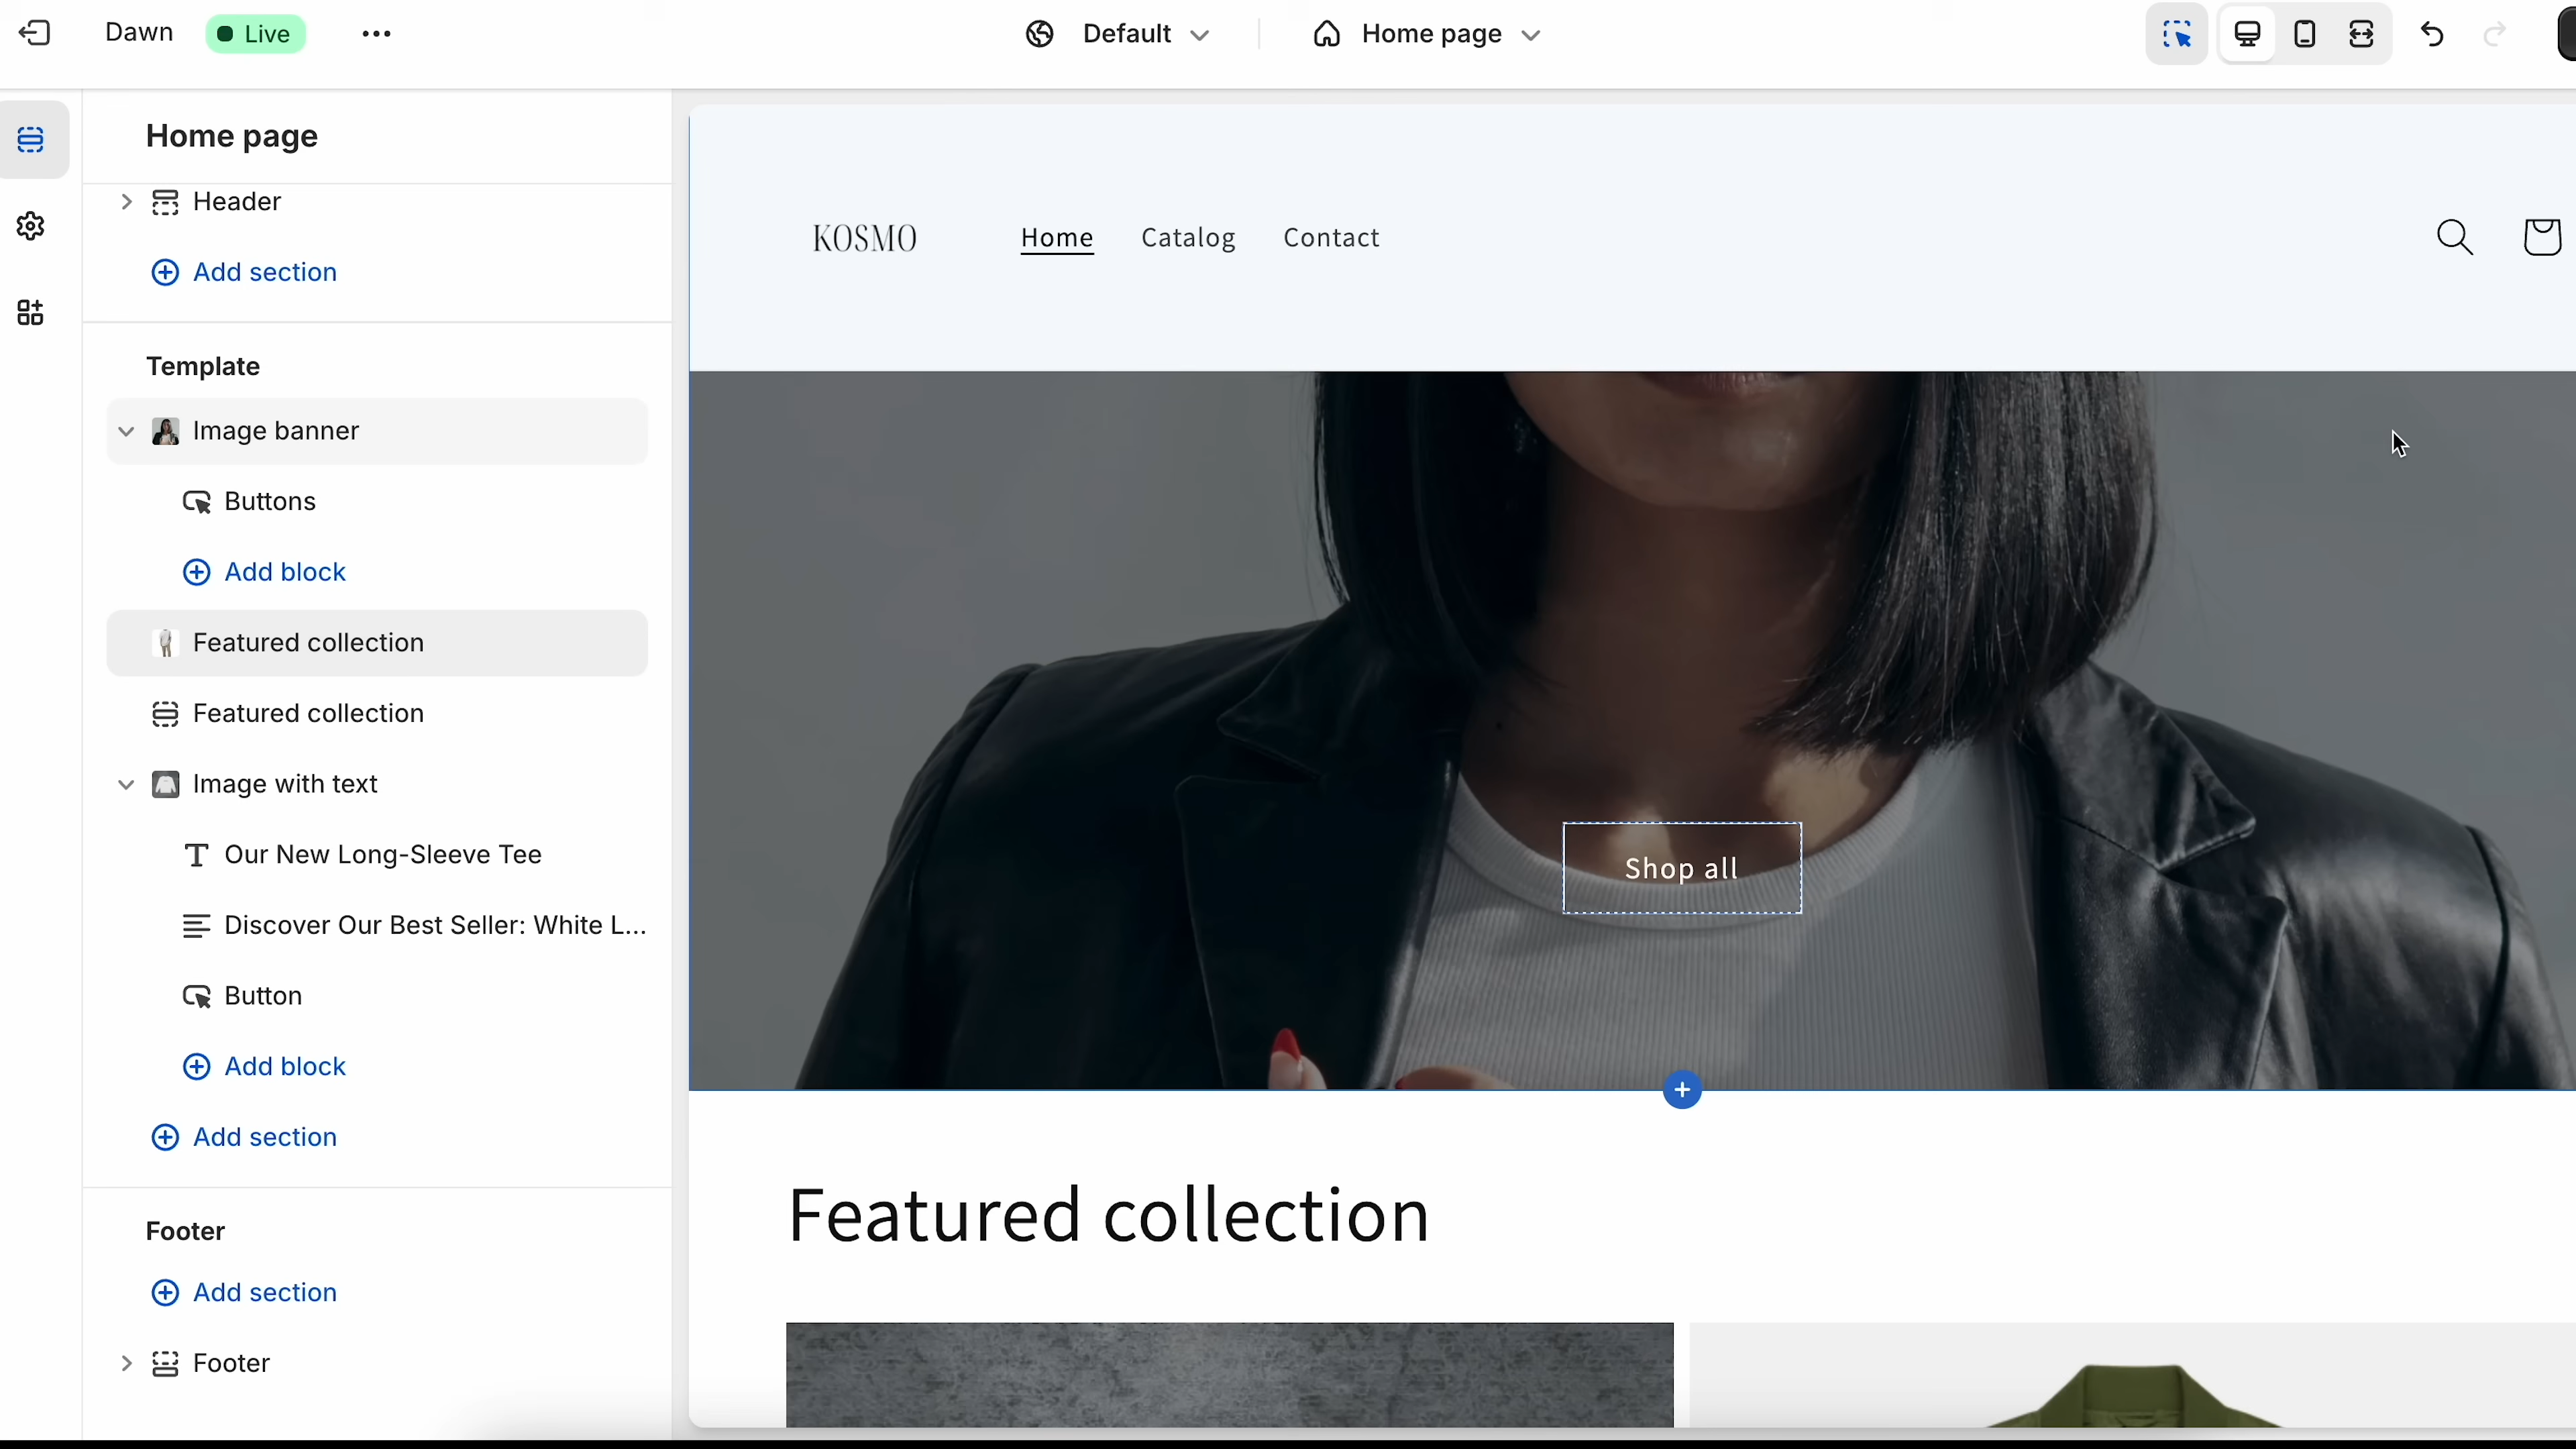 Dawn
Live
Default
Home page
Home page
Header
Add section
Template
Image banner
Buttons
Add block
Featured collection
Featured collection
Image with text
Our New Long-Sleeve Tee
Discover Our Best Seller: White L...
Button
Add block
Add section
Footer
Add section
Footer
KOSMO
Home
Catalog
Contact
Shop all
Featured collection